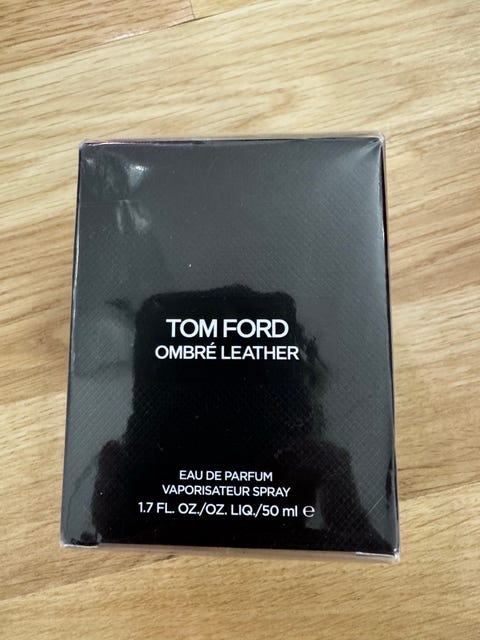 TOM FORD
OMBRÉ LEATHER
EAU DE PARFUM
VAPORISATEUR SPRAY
1.7 FL. OZ./OZ. LIQ./50 ml ℮